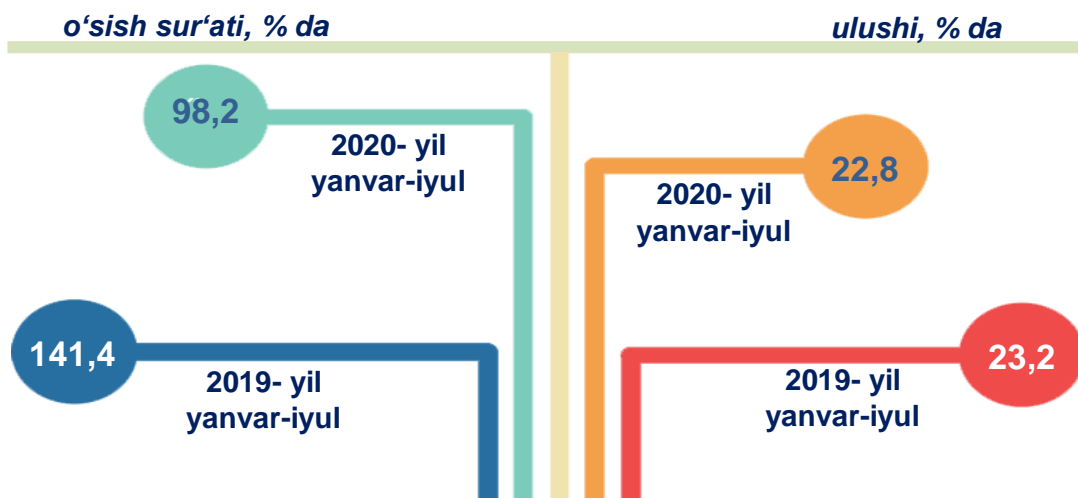 o‘sish sur‘ati, % da
ulushi, % da
98,2
2020- yil
yanvar-iyul
22,8
2020- yil
yanvar-iyul
141,4
2019- yil
yanvar-iyul
23,2
2019- yil
yanvar-iyul